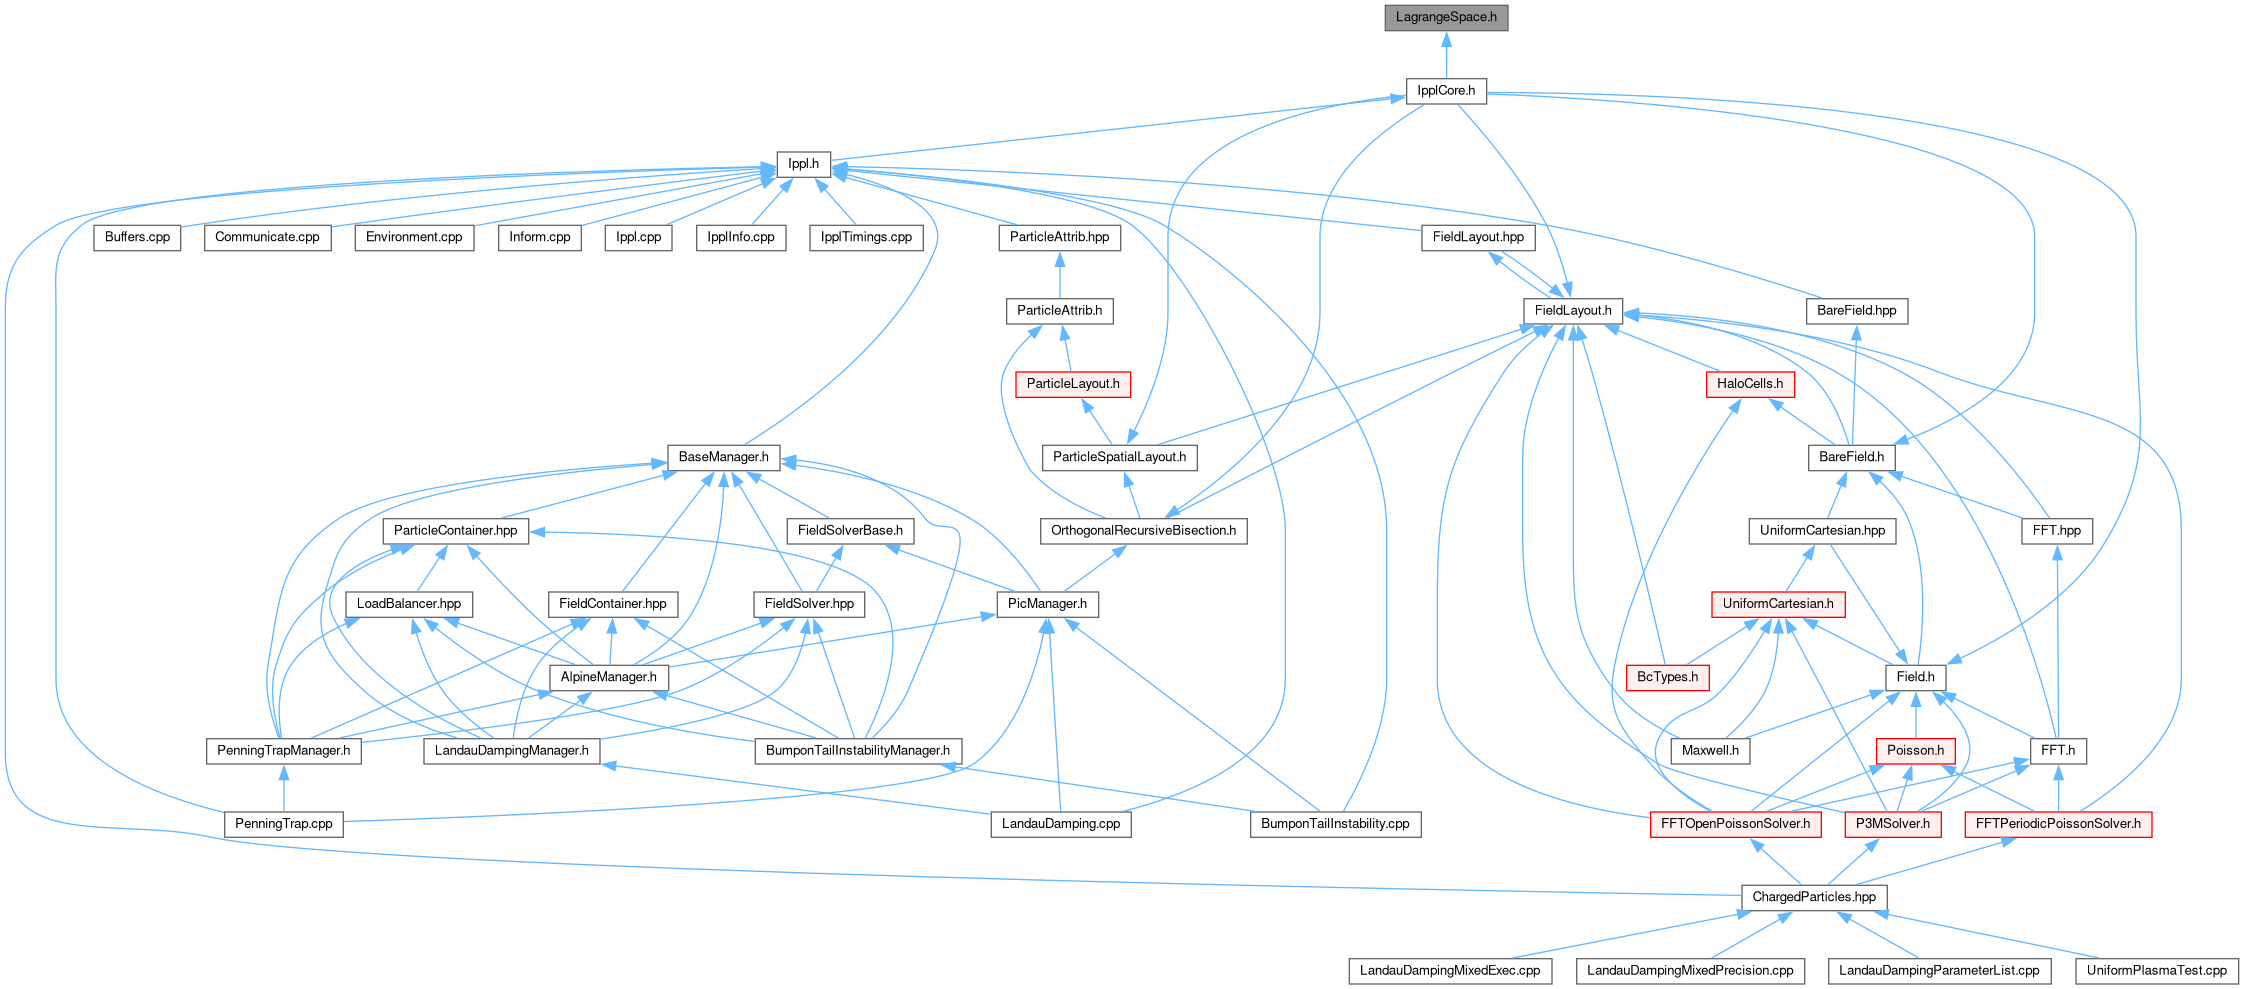 LagrangeSpace.h
IpplCore.h
Ippl.h
Buffers.cpp
Communicate.cpp
Environment.cpp
Inform.cpp
Ippl.cpp
IpplInfo.cpp
IpplTimings.cpp
ParticleAttrib.hpp
FieldLayout.hpp
ParticleAttrib.h
FieldLayout.h
BareField.hpp
ParticleLayout.h
HaloCells.h
BaseManager.h
ParticleSpatialLayout.h
BareField.h
ParticleContainer.hpp
FieldSolverBase.h
OrthogonalRecursiveBisection.h
UniformCartesian.hpp
FFT.hpp
LoadBalancer.hpp
FieldContainer.hpp
FieldSolver.hpp
PicManager.h
UniformCartesian.h
AlpineManager.h
BcTypes.h
Field.h
PenningTrapManager.h
LandauDampingManager.h
BumponTailInstabilityManager.h
Maxwell.h
Poisson.h
FFT.h
PenningTrap.cpp
LandauDamping.cpp
BumponTailInstability.cpp
FFTOpenPoissonSolver.h
P3MSolver.h
FFTPeriodicPoissonSolver.h
ChargedParticles.hpp
LandauDampingMixedExec.cpp
LandauDampingMixedPrecision.cpp
LandauDampingParameterList.cpp
UniformPlasmaTest.cpp